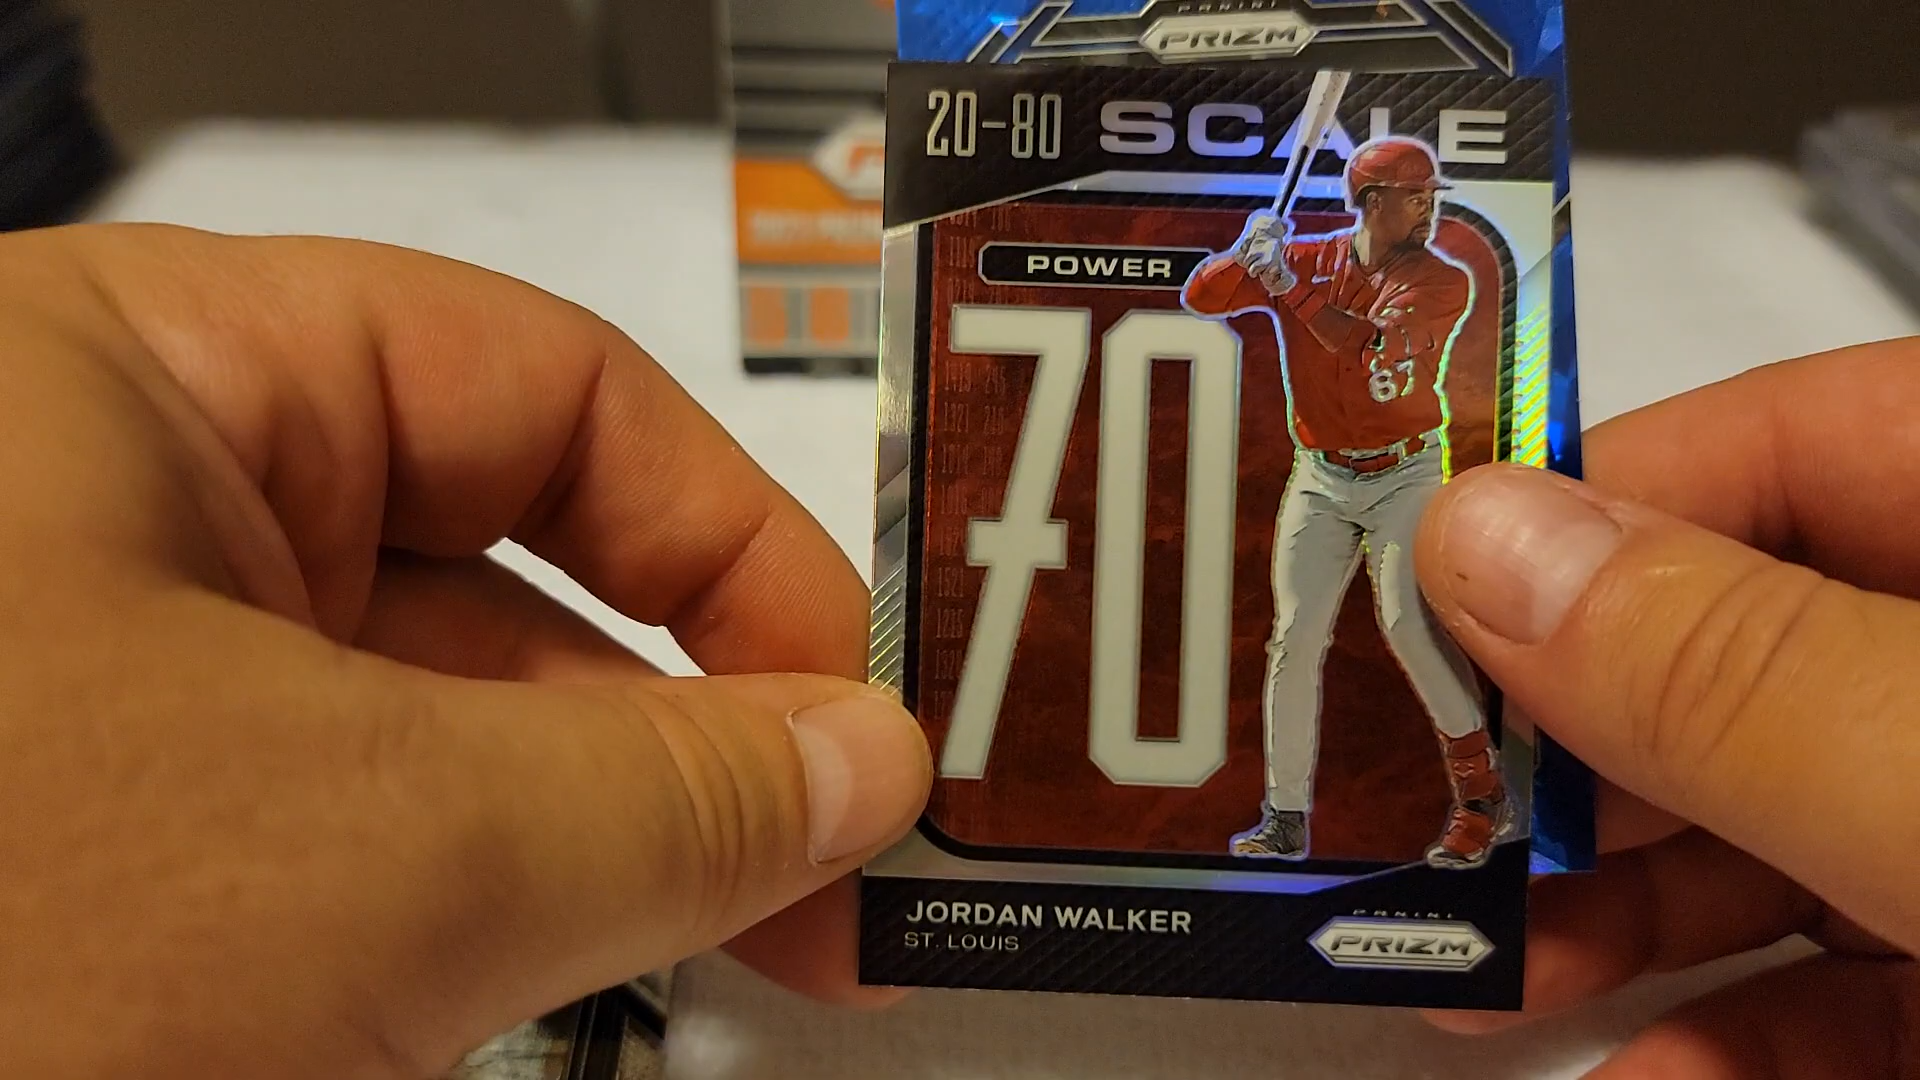 PANINI
PRIZM
20-80 SCALE
POWER
70
67
JORDAN WALKER
ST. LOUIS
PANINI
PRIZM